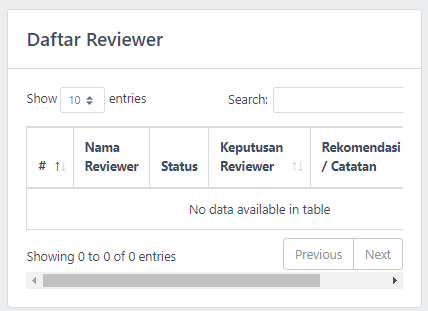 Daftar Reviewer
Show 10 entries Search:
# Nama Reviewer Status Keputusan Reviewer Rekomendasi / Catatan
No data available in table
Showing 0 to 0 of 0 entries Previous Next